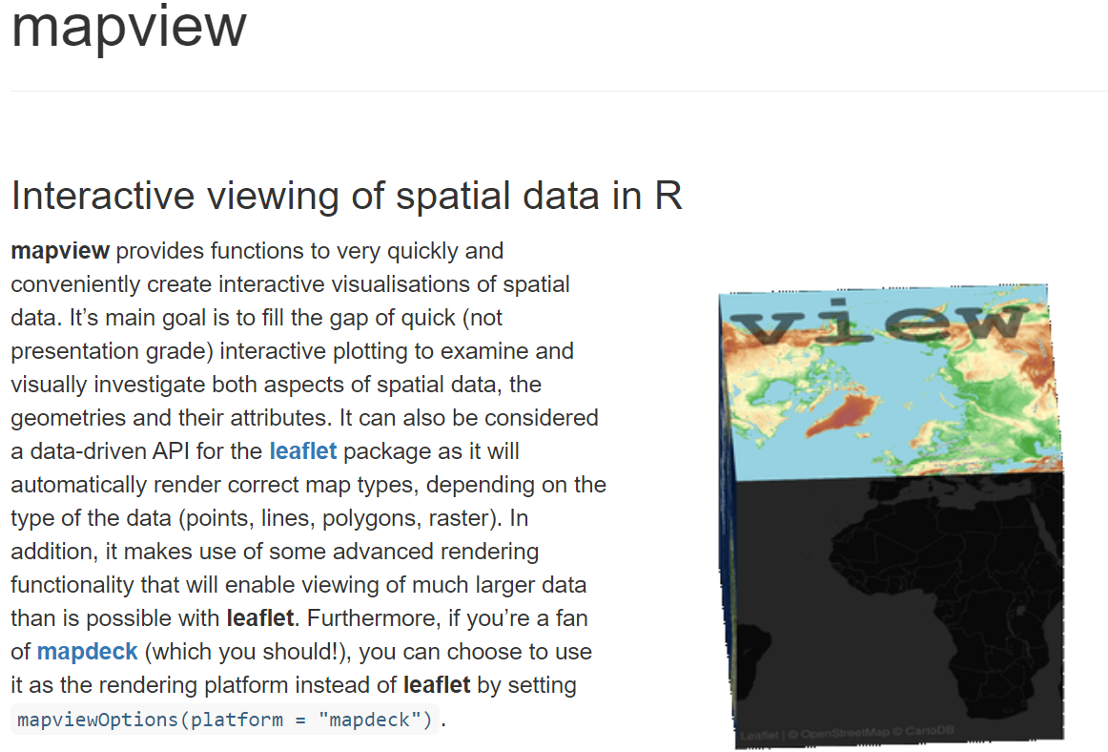 mapview
Interactive viewing of spatial data in R
mapview provides functions to very quickly and
conveniently create interactive visualisations of spatial
data. It’s main goal is to fill the gap of quick (not
presentation grade) interactive plotting to examine and
visually investigate both aspects of spatial data, the
geometries and their attributes. It can also be considered
a data-driven API for the leaflet package as it will
automatically render correct map types, depending on the
type of the data (points, lines, polygons, raster). In
addition, it makes use of some advanced rendering
functionality that will enable viewing of much larger data
than is possible with leaflet. Furthermore, if you’re a fan
of mapdeck (which you should!), you can choose to use
it as the rendering platform instead of leaflet by setting
mapviewOptions(platform = "mapdeck") .
view
Leaflet | © OpenStreetMap © CartoDB